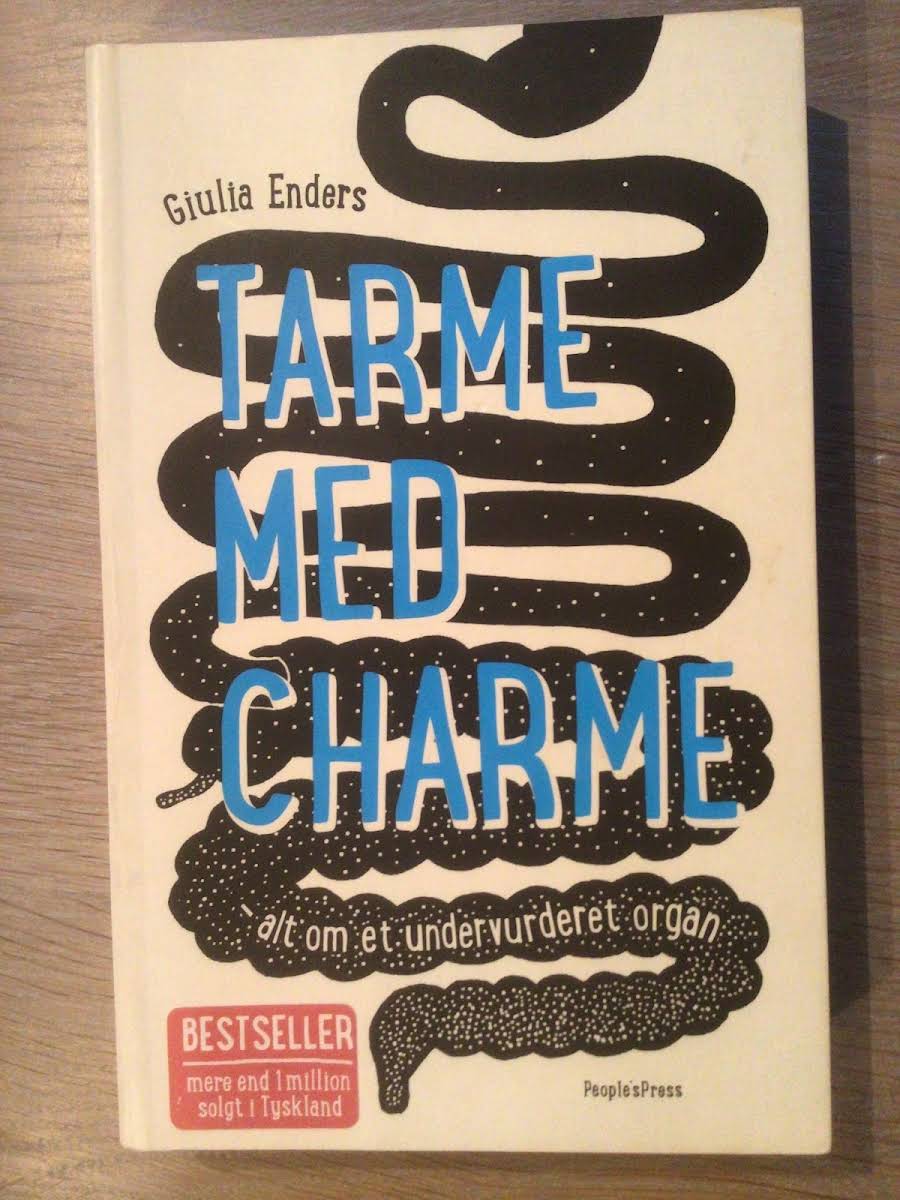 Giulia Enders
TARME
MED
CHARME
- alt om et undervurderet organ
BESTSELLER
mere end 1 million
solgt i Tyskland
People'sPress